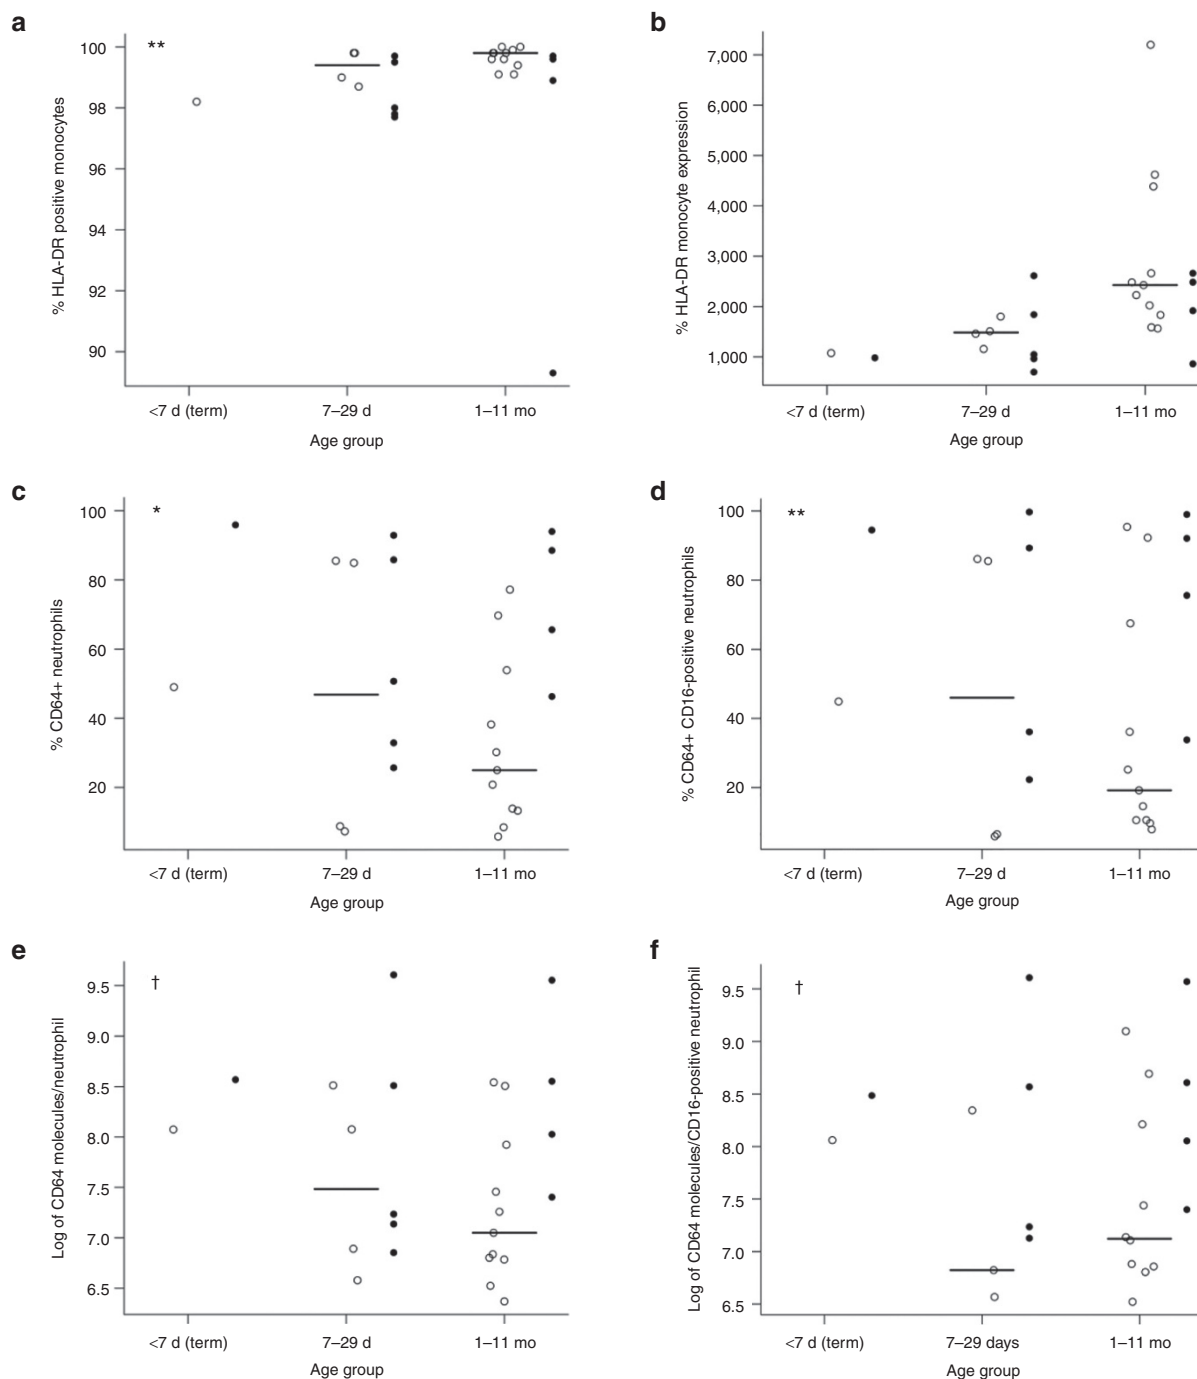 a
**
100
98
96
94
92
90
% HLA-DR positive monocytes
<7 d (term)
7–29 d
1–11 mo
Age group
b
7,000
6,000
5,000
4,000
3,000
2,000
1,000
% HLA-DR monocyte expression
<7 d (term)
7–29 d
1–11 mo
Age group
c
*
100
80
60
40
20
% CD64+ neutrophils
<7 d (term)
7–29 d
1–11 mo
Age group
d
**
100
80
60
40
20
% CD64+ CD16-positive neutrophils
<7 d (term)
7–29 d
1–11 mo
Age group
e
†
9.5
9.0
8.5
8.0
7.5
7.0
6.5
Log of CD64 molecules/neutrophil
<7 d (term)
7–29 d
1–11 mo
Age group
f
†
9.5
9.0
8.5
8.0
7.5
7.0
6.5
Log of CD64 molecules/CD16-positive neutrophil
<7 d (term)
7–29 days
1–11 mo
Age group